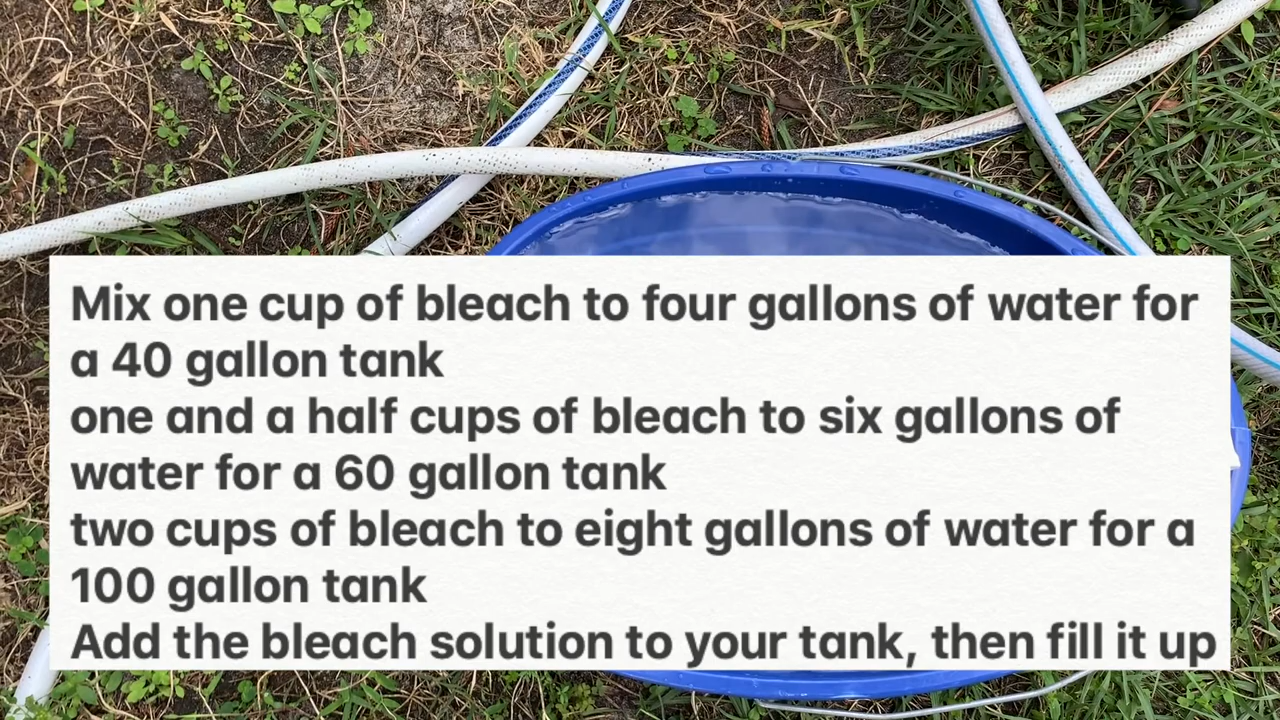 Mix one cup of bleach to four gallons of water for
a 40 gallon tank
one and a half cups of bleach to six gallons of
water for a 60 gallon tank
two cups of bleach to eight gallons of water for a
100 gallon tank
Add the bleach solution to your tank, then fill it up